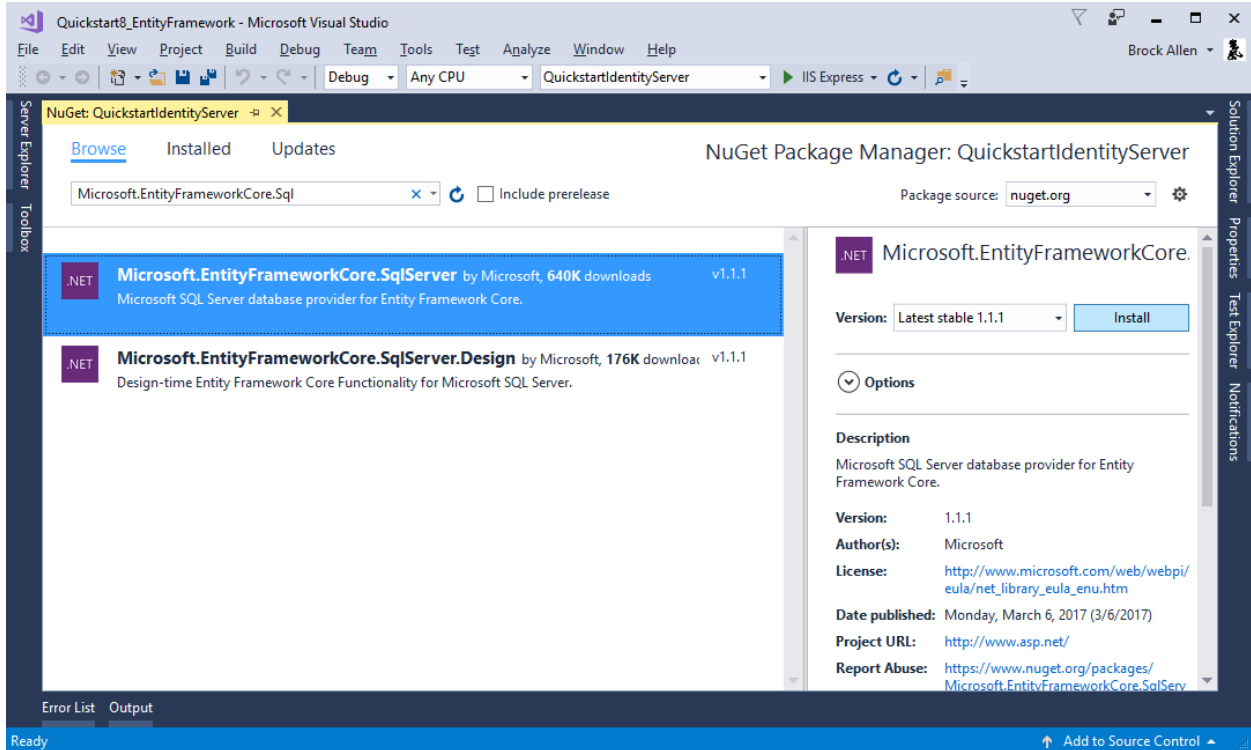 Quickstart8_EntityFramework - Microsoft Visual Studio
File Edit View Project Build Debug Team Tools Test Analyze Window Help
Brock Allen
Debug Any CPU QuickstartIdentityServer IIS Express
Server Explorer
Toolbox
NuGet: QuickstartIdentityServer
Browse Installed Updates
NuGet Package Manager: QuickstartIdentityServer
Microsoft.EntityFrameworkCore.Sql
Include prerelease
Package source: nuget.org
.NET
Microsoft.EntityFrameworkCore.SqlServer by Microsoft, 640K downloads v1.1.1
Microsoft SQL Server database provider for Entity Framework Core.
.NET
Microsoft.EntityFrameworkCore.SqlServer.Design by Microsoft, 176K downloac v1.1.1
Design-time Entity Framework Core Functionality for Microsoft SQL Server.
.NET
Microsoft.EntityFrameworkCore.
Version: Latest stable 1.1.1 Install
Options
Description
Microsoft SQL Server database provider for Entity
Framework Core.
Version: 1.1.1
Author(s): Microsoft
License: http://www.microsoft.com/web/webpi/
eula/net_library_eula_enu.htm
Date published: Monday, March 6, 2017 (3/6/2017)
Project URL: http://www.asp.net/
Report Abuse: https://www.nuget.org/packages/
Microsoft.EntityFrameworkCore.SqlServ
Solution Explorer
Properties
Test Explorer
Notifications
Error List Output
Ready
Add to Source Control